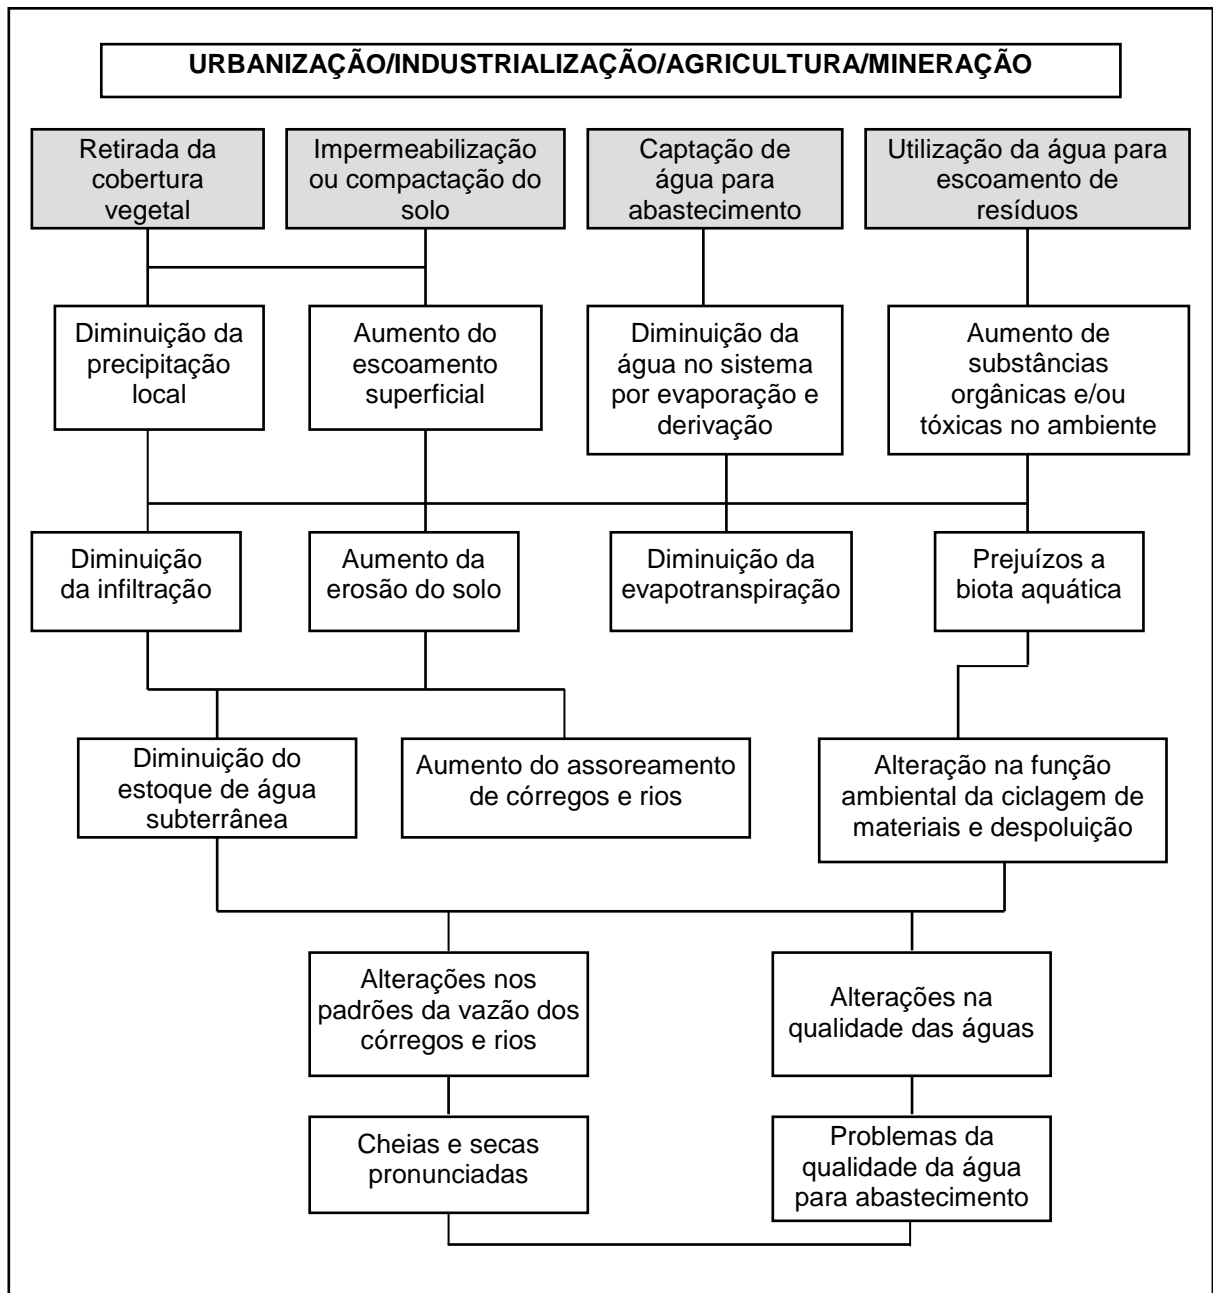 URBANIZAÇÃO/INDUSTRIALIZAÇÃO/AGRICULTURA/MINERAÇÃO
Retirada da
cobertura
vegetal
Impermeabilização
ou compactação do
solo
Captação de
água para
abastecimento
Utilização da água para
escoamento de
resíduos
Diminuição da
precipitação
local
Aumento do
escoamento
superficial
Diminuição da
água no sistema
por evaporação e
derivação
Aumento de
substâncias
orgânicas e/ou
tóxicas no ambiente
Diminuição
da infiltração
Aumento da
erosão do solo
Diminuição da
evapotranspiração
Prejuízos a
biota aquática
Diminuição do
estoque de água
subterrânea
Aumento do assoreamento
de córregos e rios
Alteração na função
ambiental da ciclagem de
materiais e despoluição
Alterações nos
padrões da vazão dos
córregos e rios
Alterações na
qualidade das águas
Cheias e secas
pronunciadas
Problemas da
qualidade da água
para abastecimento